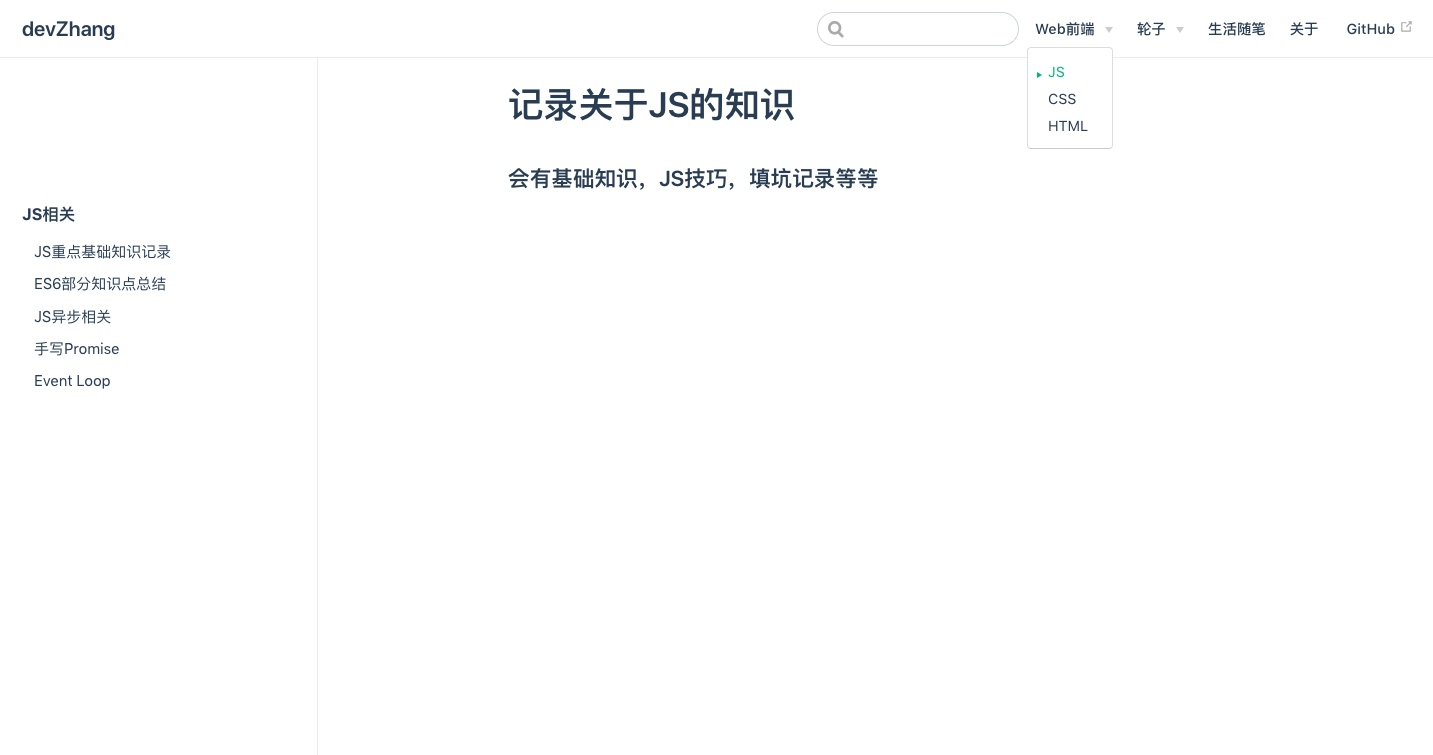 devZhang
Web前端
轮子
生活随笔
关于
GitHub
JS
CSS
HTML
JS相关
JS重点基础知识记录
ES6部分知识点总结
JS异步相关
手写Promise
Event Loop
记录关于JS的知识
会有基础知识，JS技巧，填坑记录等等